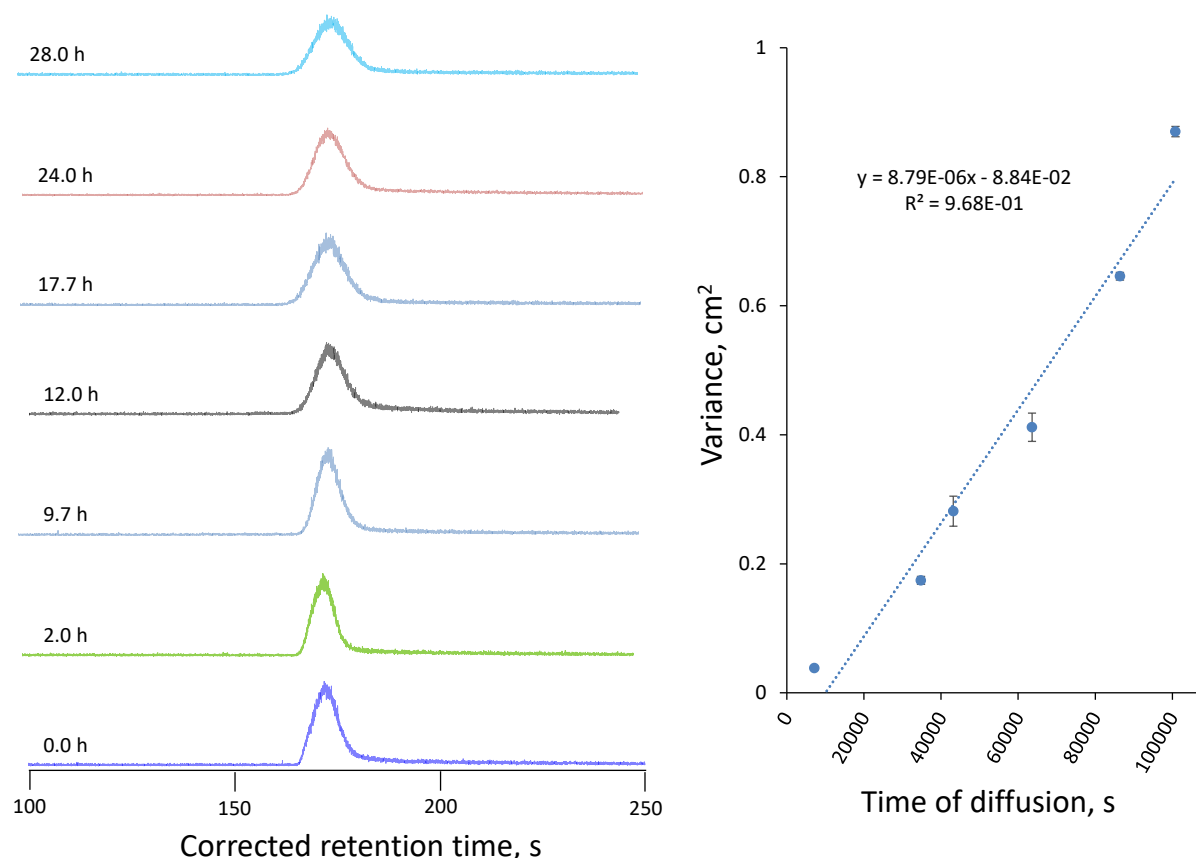 28.0 h
24.0 h
17.7 h
12.0 h
9.7 h
2.0 h
0.0 h
100
150
200
250
Corrected retention time, s
1
0.8
0.6
0.4
0.2
0
Variance, cm²
y = 8.79E-06x - 8.84E-02
R² = 9.68E-01
0
20000
40000
60000
80000
100000
Time of diffusion, s